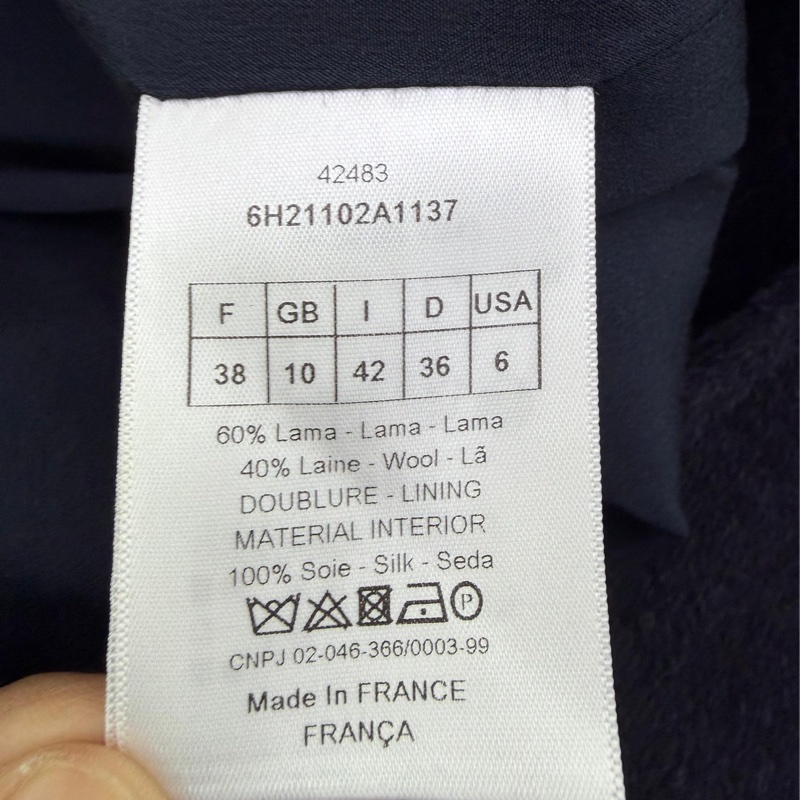 42483
6H21102A1137
F GB I D USA
38 10 42 36 6
60% Lama - Lama - Lama
40% Laine - Wool - Lã
DOUBLURE - LINING
MATERIAL INTERIOR
100% Soie - Silk - Seda
P
CNPJ 02-046-366/0003-99
Made In FRANCE
FRANÇA